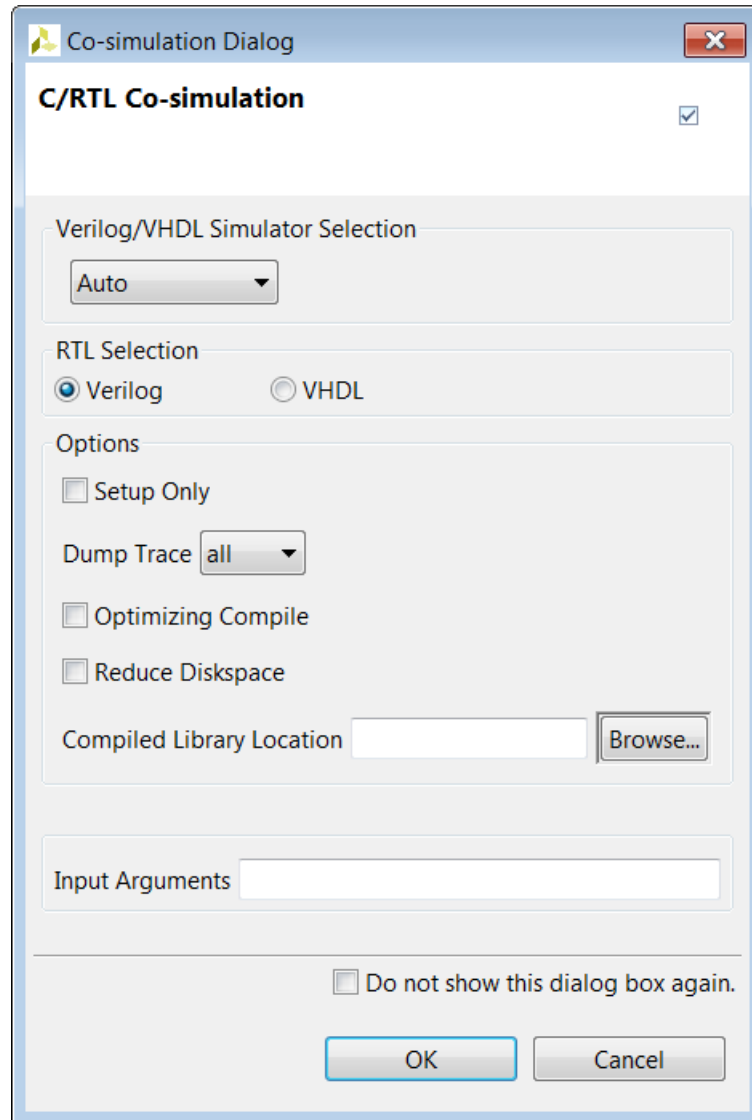 Co-simulation Dialog
C/RTL Co-simulation
Verilog/VHDL Simulator Selection
Auto
RTL Selection
Verilog VHDL
Options
Setup Only
Dump Trace all
Optimizing Compile
Reduce Diskspace
Compiled Library Location Browse...
Input Arguments
Do not show this dialog box again.
OK Cancel